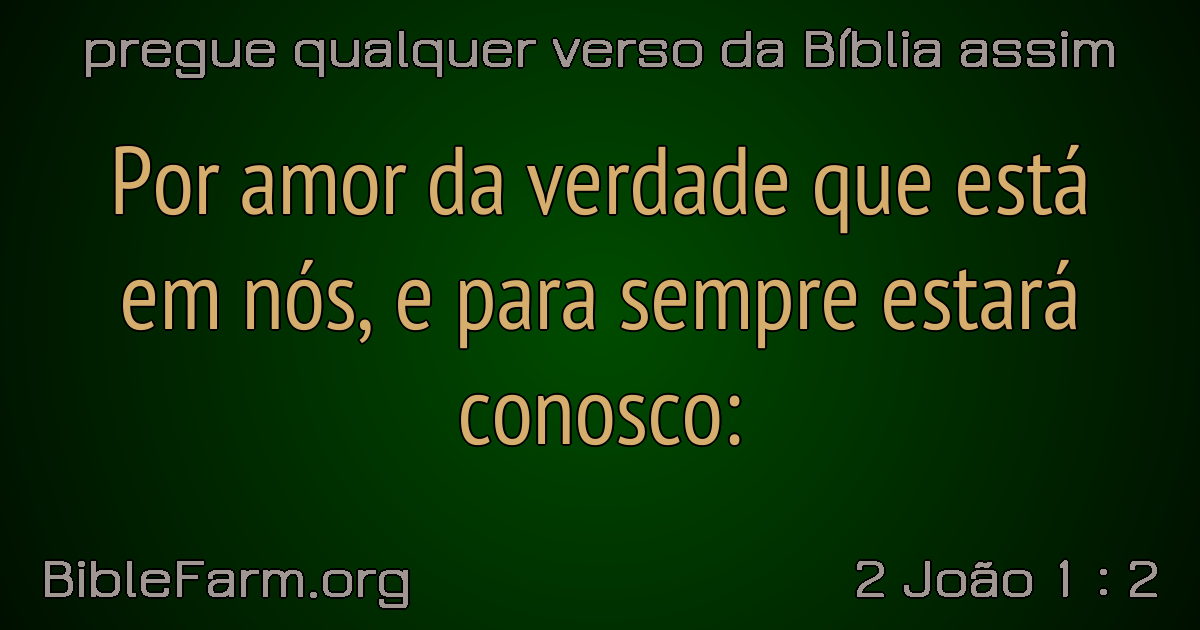 pregue qualquer verso da Bíblia assim
Por amor da verdade que está
em nós, e para sempre estará
conosco:
BibleFarm.org
2 João 1 : 2